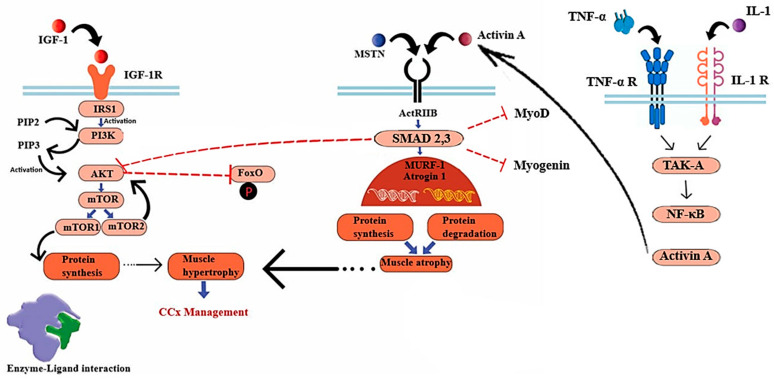 IGF-1
IGF-1R
IRS1
Activation
PIP2
PI3K
PIP3
Activation
AKT
FoxO
P
mTOR
mTOR1
mTOR2
Protein
synthesis
Muscle
hypertrophy
CCx Management
Enzyme-Ligand interaction
MSTN
Activin A
ActRIIB
SMAD 2,3
MyoD
Myogenin
MURF-1
Atrogin 1
Protein
synthesis
Protein
degradation
Muscle atrophy
TNF-α
IL-1
TNF-α R
IL-1 R
TAK-A
NF-κB
Activin A